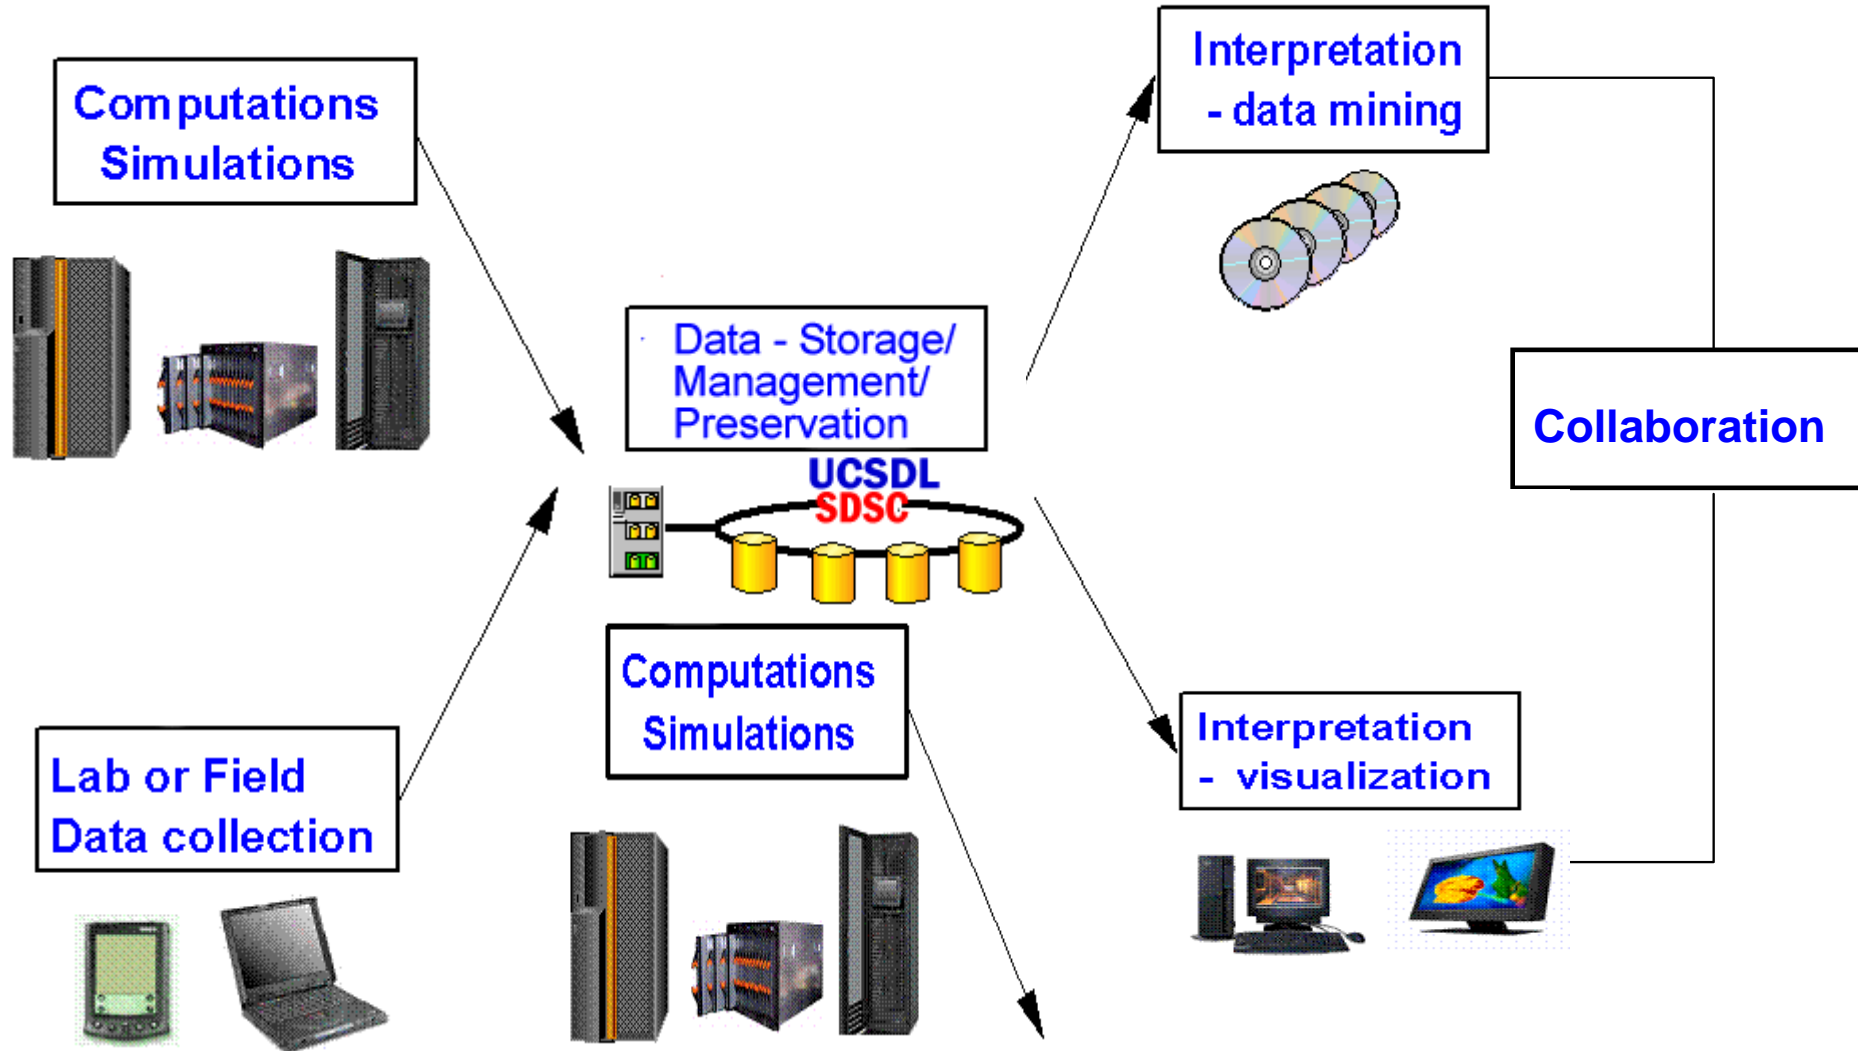 Computations
Simulations
Interpretation
- data mining
Data - Storage/
Management/
Preservation
UCSDL
SDSC
Collaboration
Computations
Simulations
Lab or Field
Data collection
Interpretation
- visualization